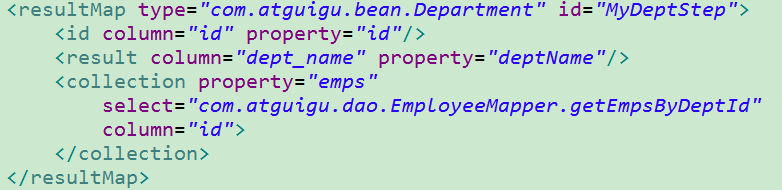 <resultMap type="com.atguigu.bean.Department" id="MyDeptStep">
    <id column="id" property="id"/>
    <result column="dept_name" property="deptName"/>
    <collection property="emps"
        select="com.atguigu.dao.EmployeeMapper.getEmpsByDeptId"
        column="id">
    </collection>
</resultMap>